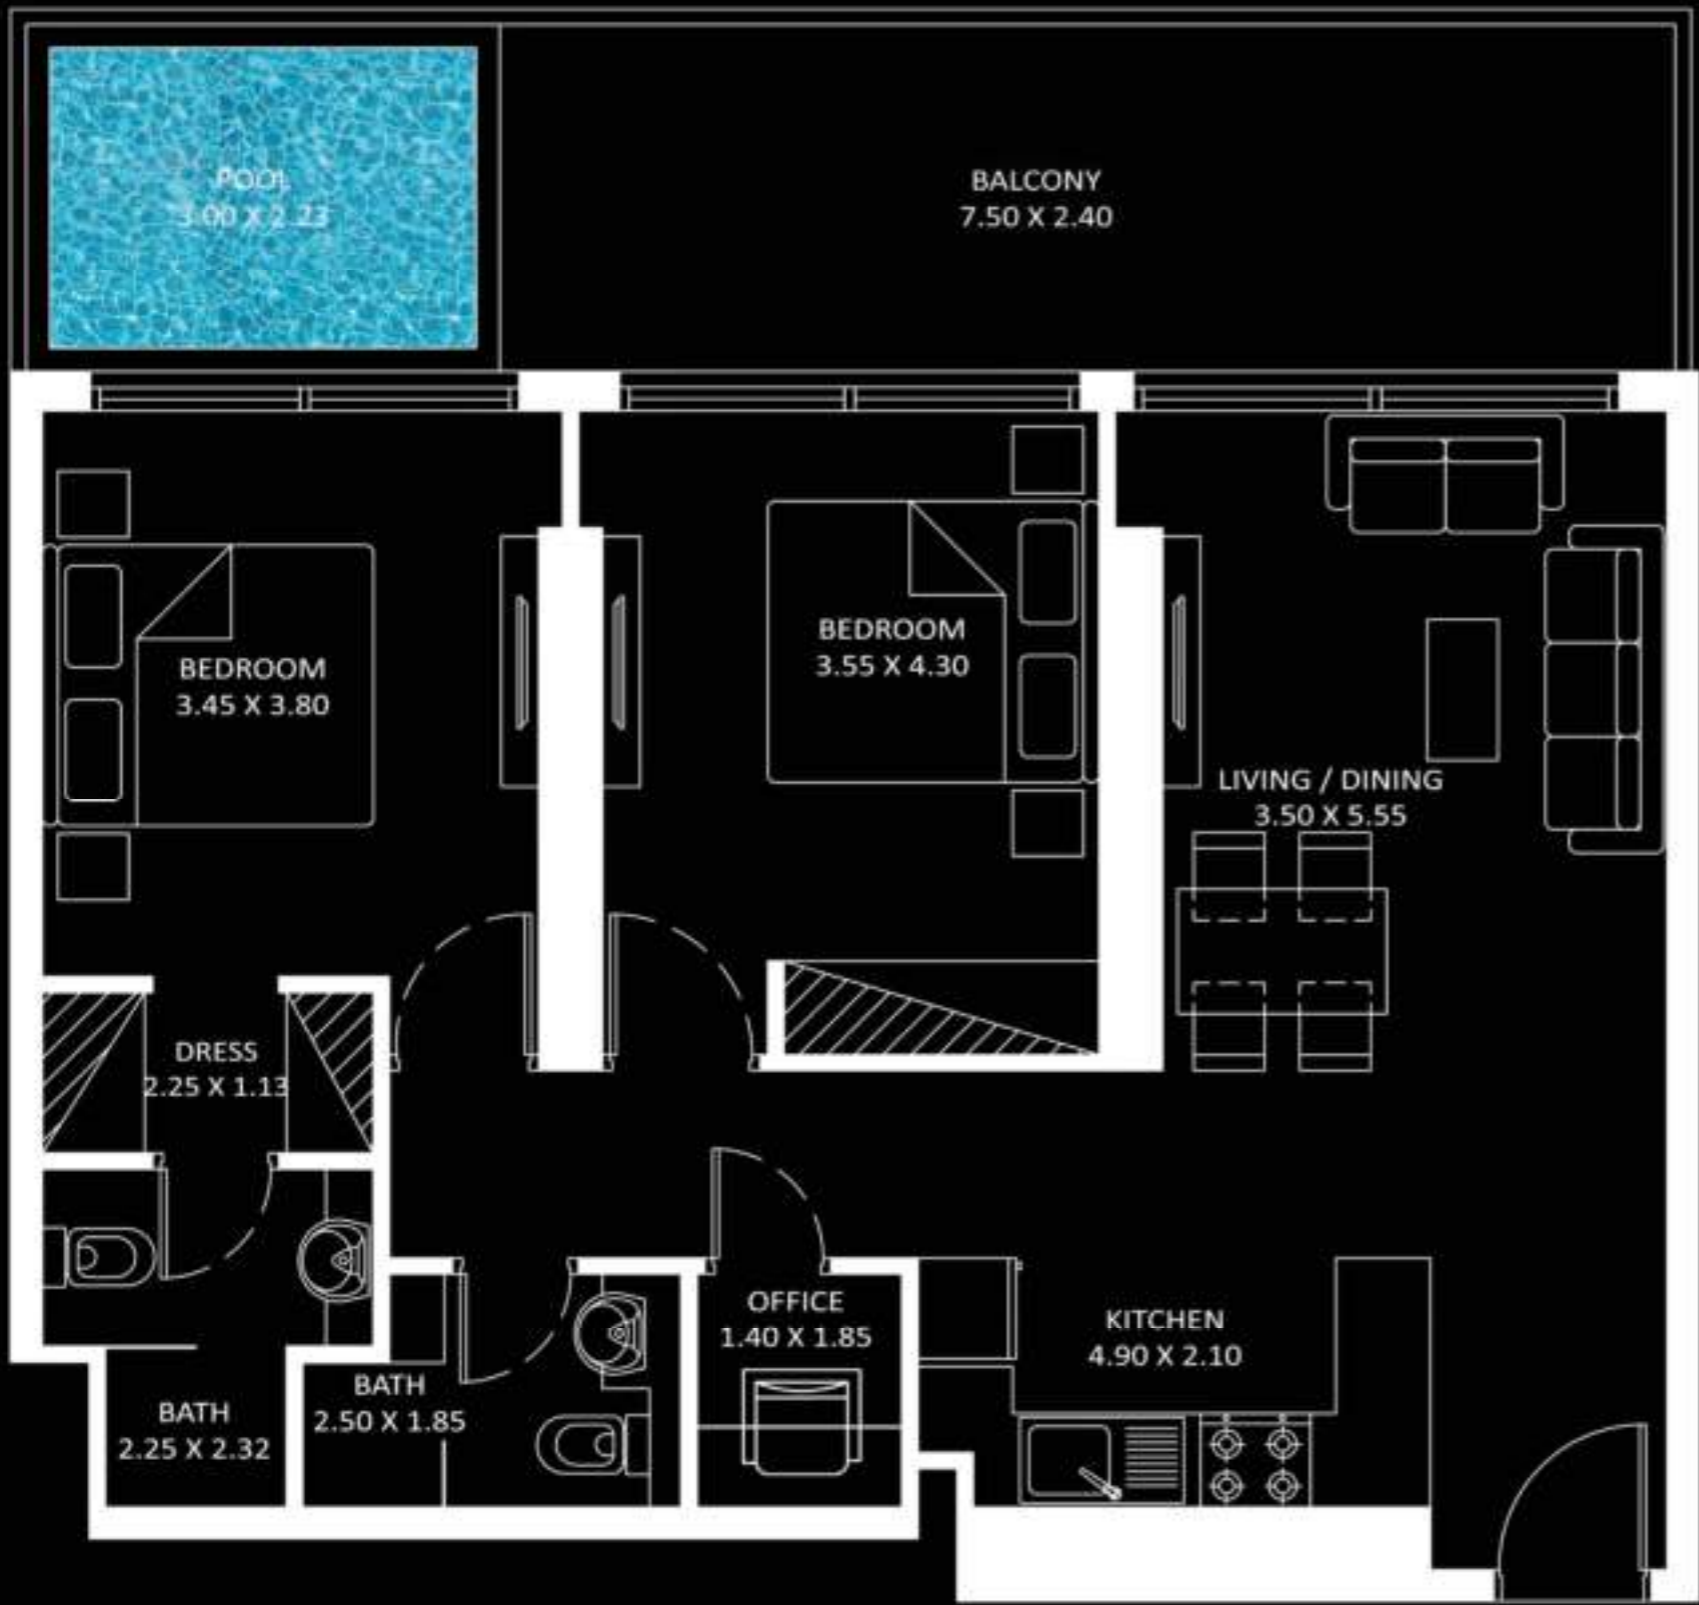 POOL
3.00 X 2.23
BALCONY
7.50 X 2.40
BEDROOM
3.45 X 3.80
BEDROOM
3.55 X 4.30
LIVING / DINING
3.50 X 5.55
DRESS
2.25 X 1.13
BATH
2.25 X 2.32
BATH
2.50 X 1.85
OFFICE
1.40 X 1.85
KITCHEN
4.90 X 2.10